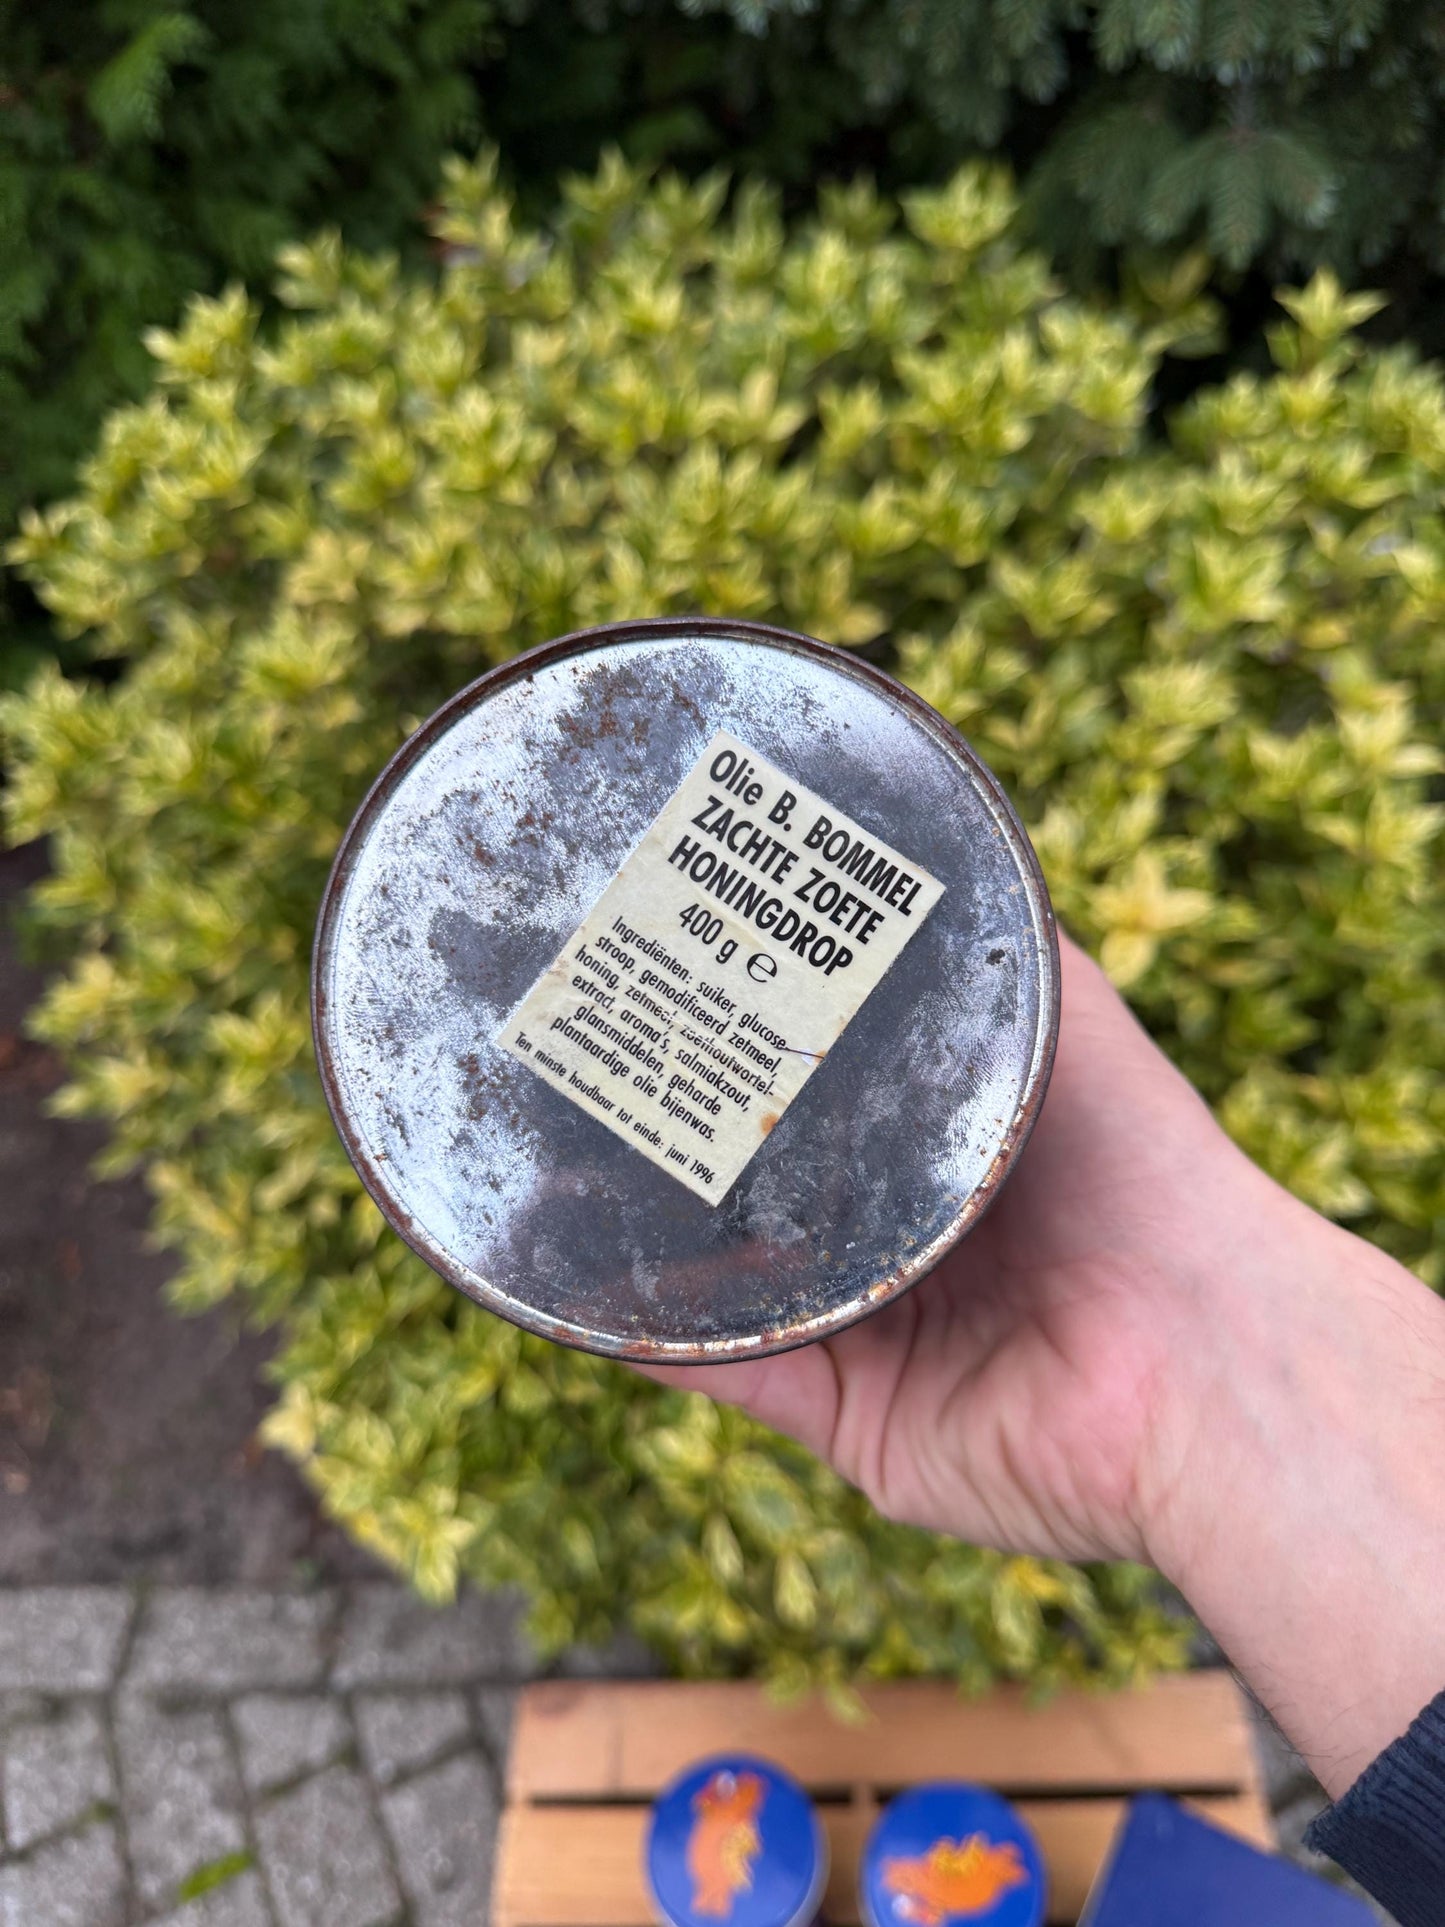 Olie B. BOMMEL
ZACHTE ZOETE
HONINGDROP
400 g ℮
Ingrediënten: suiker, glucose-
stroop, gemodificeerd zetmeel,
honing, zetmeel, zoethoutwortel-
extract, aroma's, salmiakzout,
glansmiddelen, geharde
plantaardige olie bijenwas.
Ten minste houdbaar tot einde: juni 1996